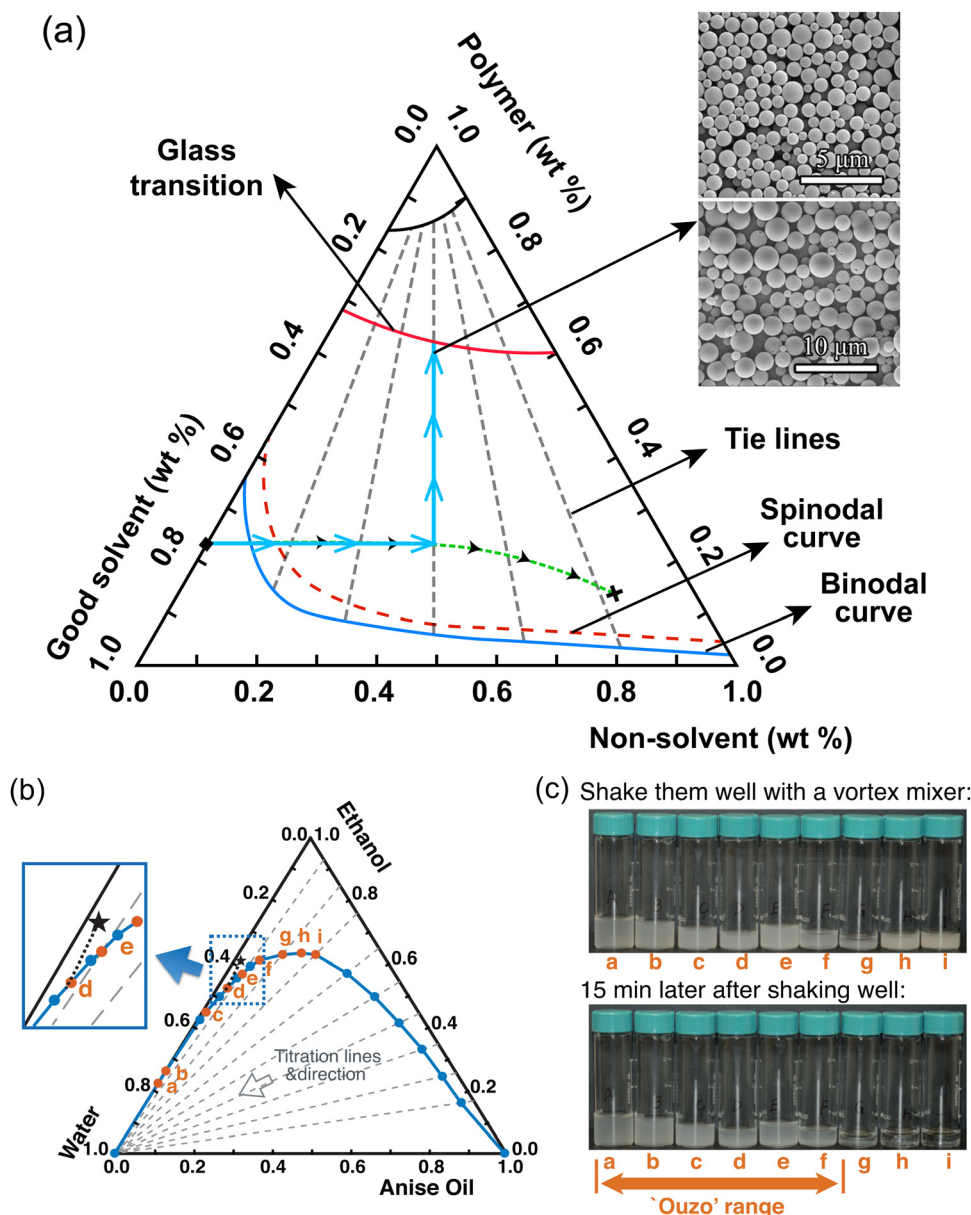 (a)
Polymer (wt %)
0.0
1.0
Glass
transition
5 µm
0.2
0.8
10 µm
0.4
0.6
Good solvent (wt %)
0.6
0.4
Tie lines
0.8
0.2
Spinodal
curve
Binodal
curve
1.0
0.0
0.0
0.2
0.4
0.6
0.8
1.0
Non-solvent (wt %)
(b)
Ethanol
0.0
1.0
0.2
0.8
0.4
g
h
i
0.6
f
e
d
c
e
d
0.6
0.4
b
a
Titration lines
&direction
0.8
0.2
Water
1.0
0.0
0.0
0.2
0.4
0.6
0.8
1.0
Anise Oil
(c)
Shake them well with a vortex mixer:
a b c d e f g h i
15 min later after shaking well:
a b c d e f g h i
`Ouzo' range